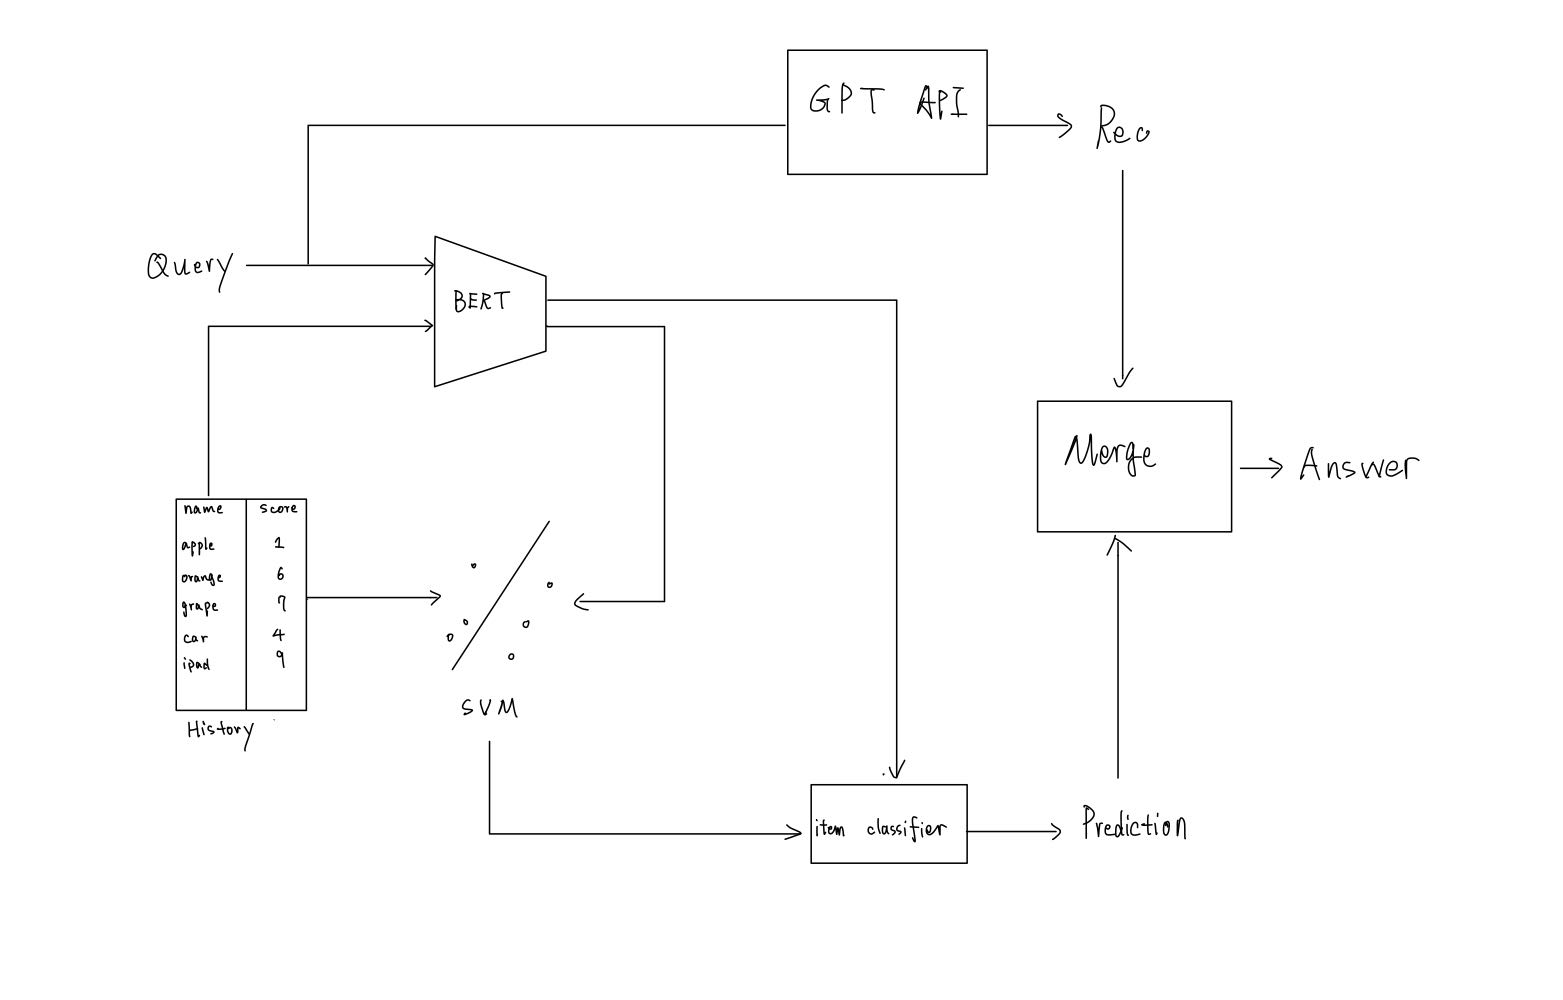 GPT API
Rec
Query
BERT
Merge
Answer
name score
apple 1
orange 6
grape 7
car 4
ipad 9
History
SVM
item classifier
Prediction